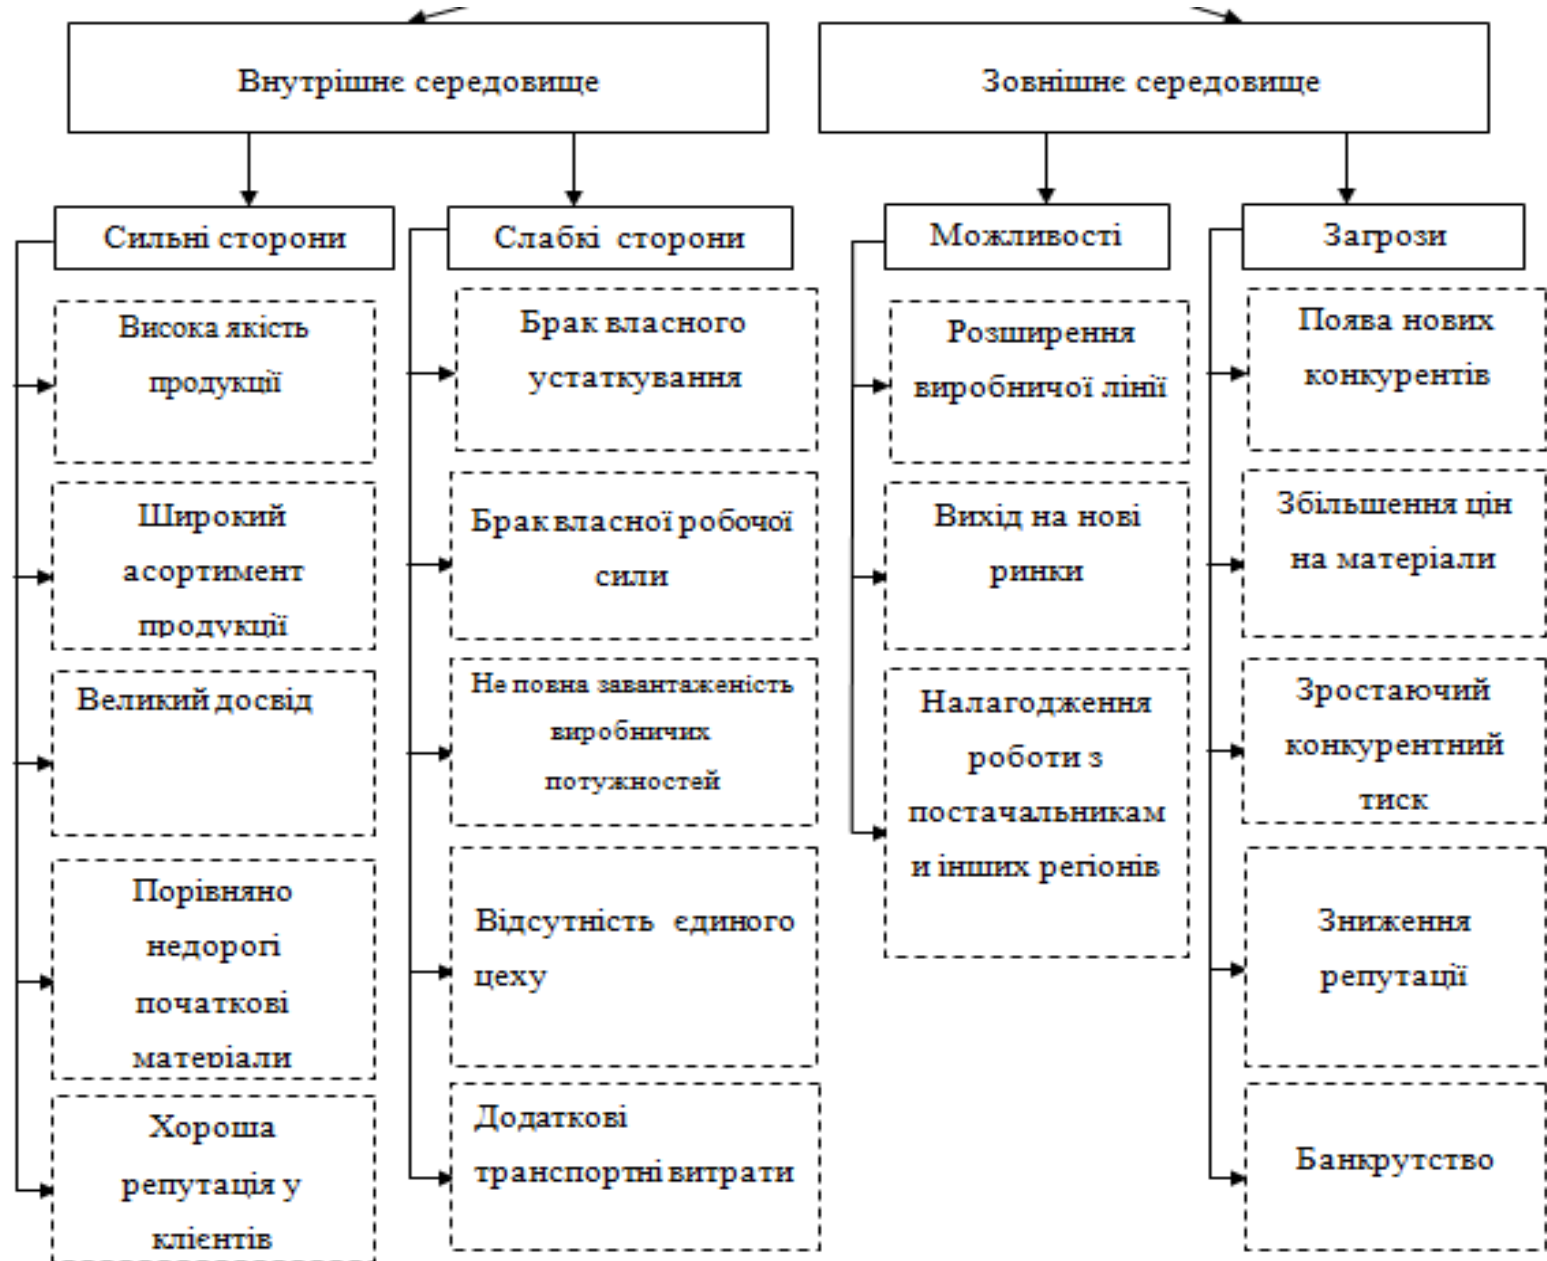 Внутрішнє середовище
Зовнішнє середовище
Сильні сторони
Слабкі сторони
Можливості
Загрози
Висока якість
продукції
Широкий
асортимент
продукції
Великий досвід
Порівняно
недорогі
початкові
матеріали
Хороша
репутація у
клієнтів
Брак власного
устаткування
Брак власної робочої
сили
Не повна завантаженість
виробничих
потужностей
Відсутність єдиного
цеху
Додаткові
транспортні витрати
Розширення
виробничої лінії
Вихід на нові
ринки
Налагодження
роботи з
постачальникам
и інших регіонів
Поява нових
конкурентів
Збільшення цін
на матеріали
Зростаючий
конкурентний
тиск
Зниження
репутації
Банкрутство